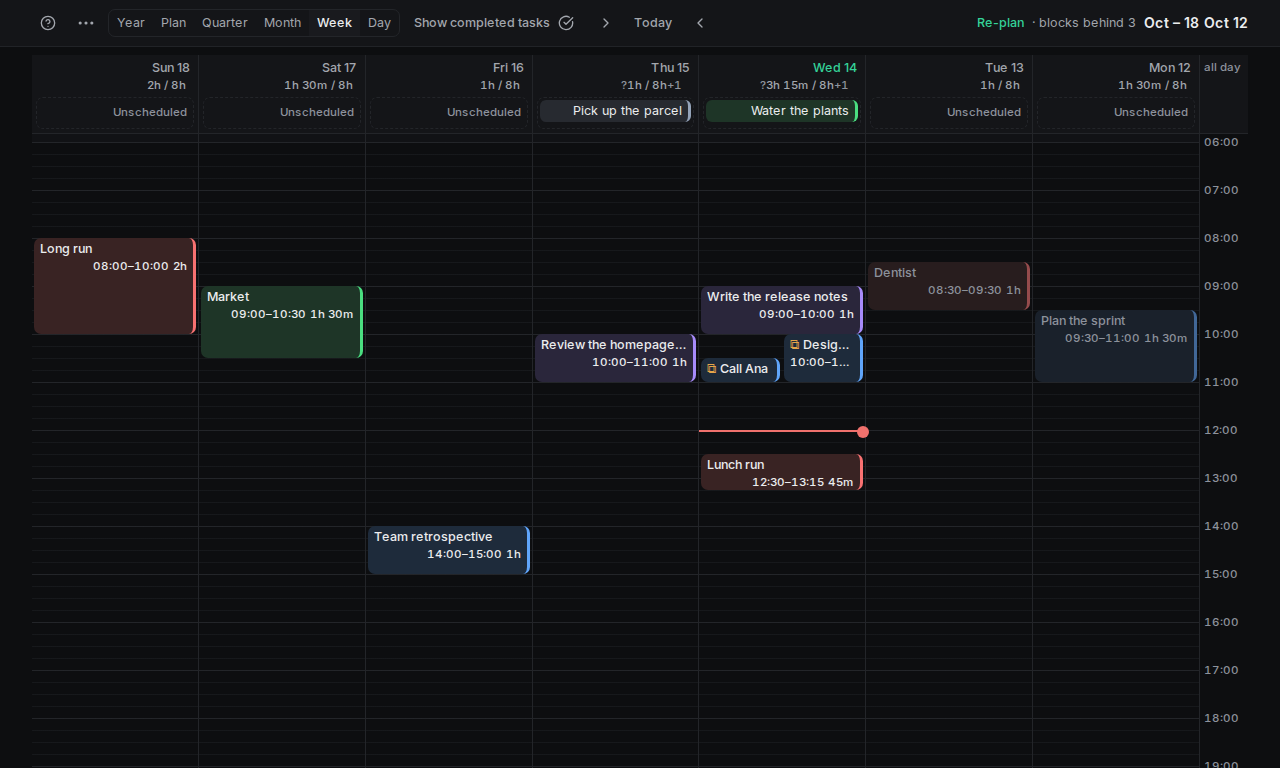 Year Plan Quarter Month Week Day Show completed tasks Today Re-plan · blocks behind 3 Oct – 18 Oct 12
Sun 18 Sat 17 Fri 16 Thu 15 Wed 14 Tue 13 Mon 12 all day
2h / 8h 1h 30m / 8h 1h / 8h ?1h / 8h+1 ?3h 15m / 8h+1 1h / 8h 1h 30m / 8h
Unscheduled Unscheduled Unscheduled Pick up the parcel Water the plants Unscheduled Unscheduled
06:00
07:00
08:00
Long run
08:00–10:00 2h
Dentist
08:30–09:30 1h
09:00
Market
09:00–10:30 1h 30m
Write the release notes
09:00–10:00 1h
Plan the sprint
09:30–11:00 1h 30m
10:00
Review the homepage...
10:00–11:00 1h
Desig...
10:00–1...
Call Ana
11:00
12:00
Lunch run
12:30–13:15 45m
13:00
14:00
Team retrospective
14:00–15:00 1h
15:00
16:00
17:00
18:00
19:00